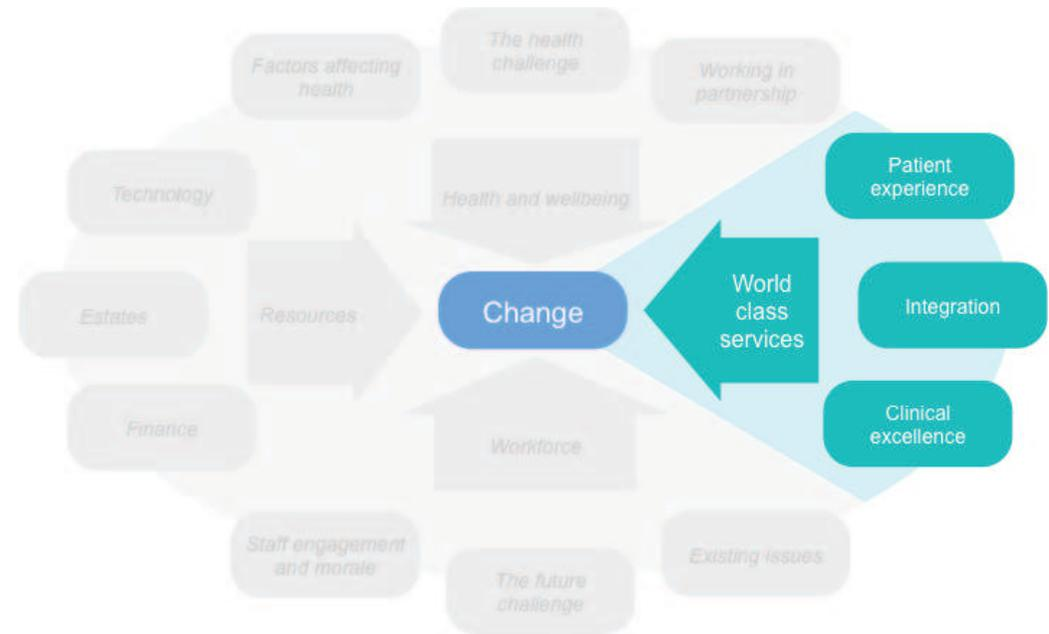 The health
challenge
Factors affecting
health
Working in
partnership
Patient
experience
Technology
Health and wellbeing
World
class
services
Integration
Change
Resources
Estates
Clinical
excellence
Finance
Workforce
Staff engagement
and morale
Existing issues
The future
challenge